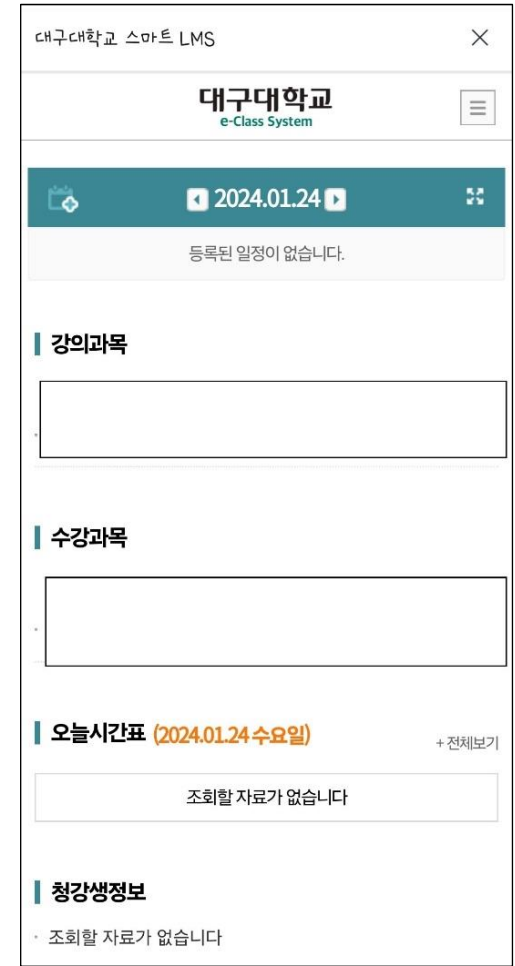 대구대학교 스마트 LMS
대구대학교
e-Class System
2024.01.24
등록된 일정이 없습니다.
강의과목
수강과목
오늘시간표 (2024.01.24 수요일)
+ 전체보기
조회할 자료가 없습니다
청강생정보
· 조회할 자료가 없습니다